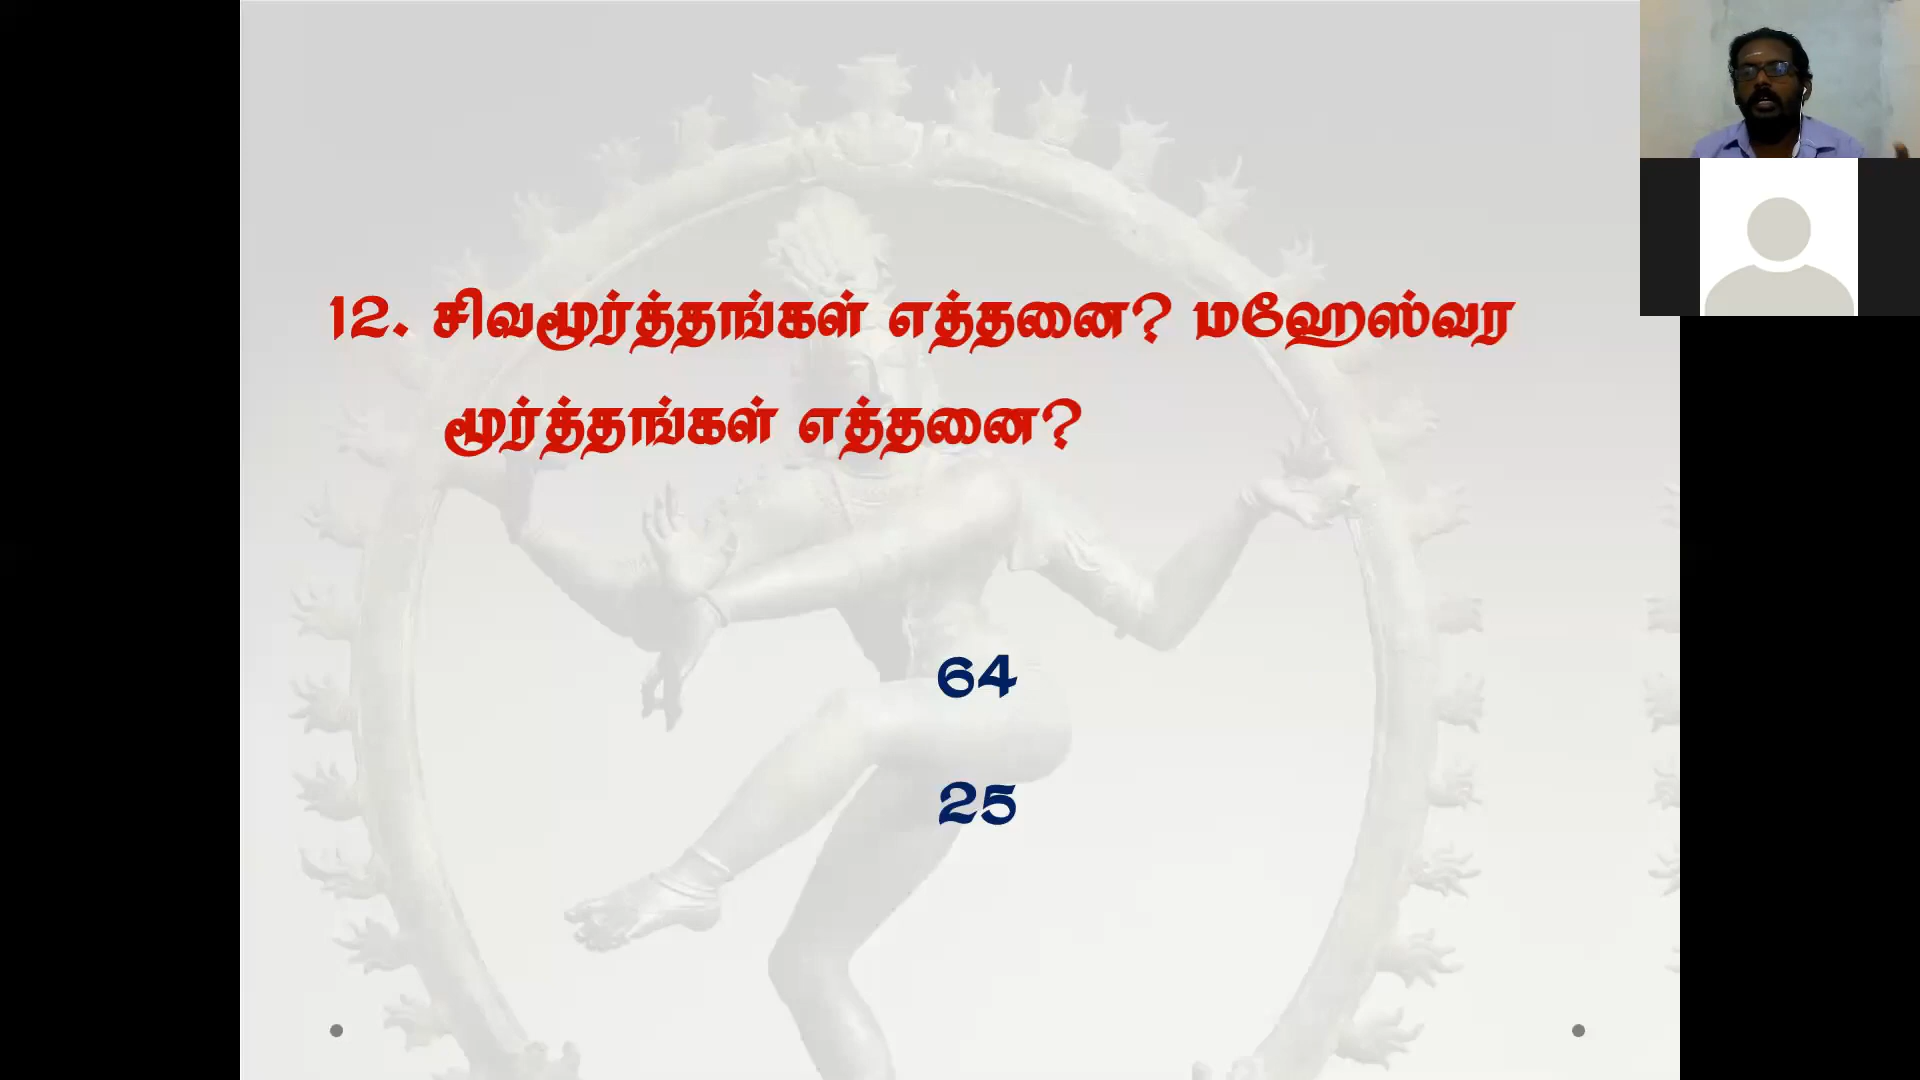 12. சிவமூர்த்தங்கள் எத்தனை? மஹேஸ்வர
மூர்த்தங்கள் எத்தனை?
64
25